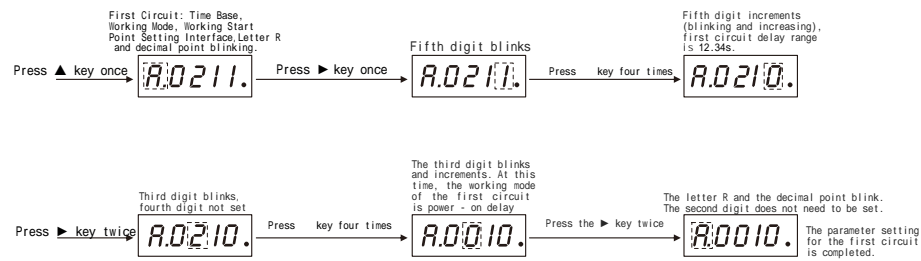 First Circuit: Time Base,
Working Mode, Working Start
Point Setting Interface,Letter R
and decimal point blinking.
Press ▲ key once
A.0211.
Press ► key once
Fifth digit blinks
A.0211.
Press key four times
Fifth digit increments
(blinking and increasing),
first circuit delay range
is 12.34s.
A.0210.
Press ► key twice
Third digit blinks,
fourth digit not set
A.0210.
Press key four times
The third digit blinks
and increments. At this
time, the working mode
of the first circuit
is power - on delay
A.0010.
Press the ► key twice
The letter R and the decimal point blink.
The second digit does not need to be set.
A.0010.
The parameter setting
for the first circuit
is completed.